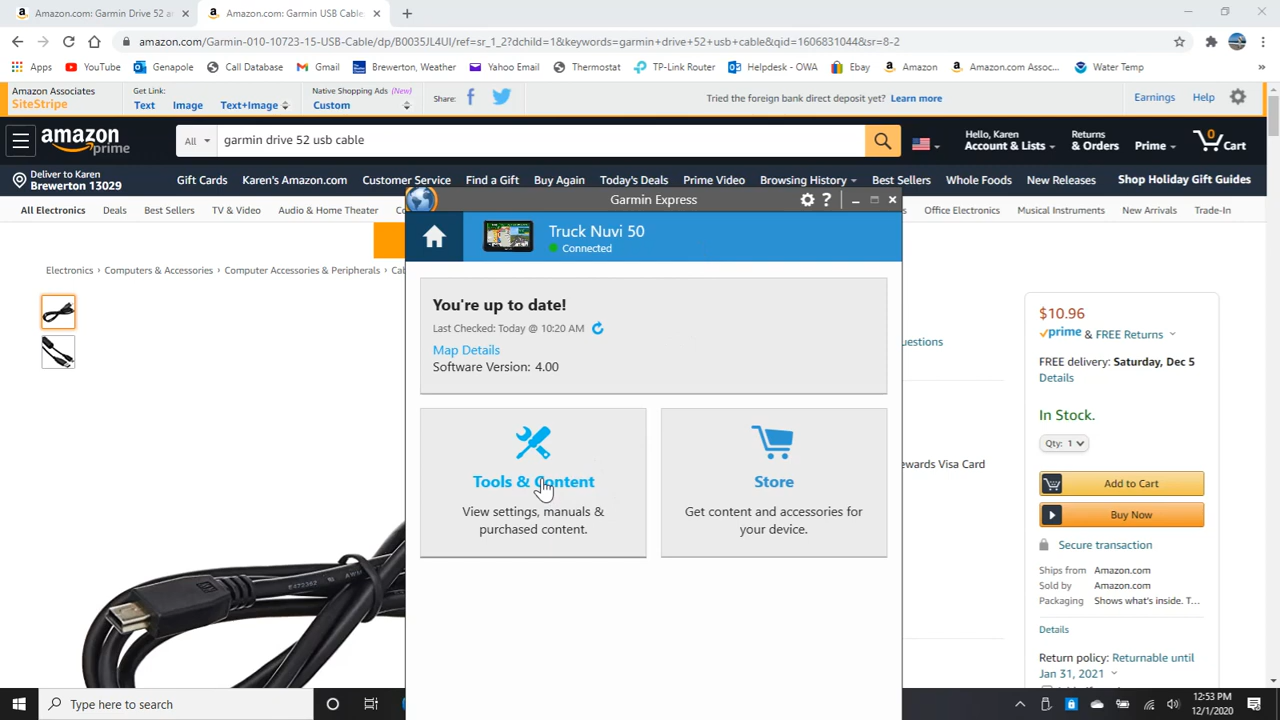 Amazon.com: Garmin Drive 52 an
Amazon.com: Garmin USB Cable:
amazon.com/Garmin-010-10723-15-USB-Cable/dp/B0035JL4UI/ref=sr_1_2?dchild=1&keywords=garmin+drive+52+usb+cable&qid=1606831044&sr=8-2
Apps YouTube Genapole Call Database Gmail Brewerton, Weather Yahoo Email Thermostat TP-Link Router Helpdesk - OWA Ebay Amazon Amazon.com Assoc... Water Temp
Amazon Associates
SiteStripe
Get Link:
Text Image Text+Image
Native Shopping Ads (New)
Custom
Share:
Tried the foreign bank direct deposit yet? Learn more
Earnings Help
amazon
prime
All garmin drive 52 usb cable
Hello, Karen
Account & Lists
Returns
& Orders
Prime
0
Cart
Deliver to Karen
Brewerton 13029
Gift Cards Karen's Amazon.com Customer Service Find a Gift Buy Again Today's Deals Prime Video Browsing History Best Sellers Whole Foods New Releases Shop Holiday Gift Guides
All Electronics Deals Best Sellers TV & Video Audio & Home Theater Office Electronics Musical Instruments New Arrivals Trade-In
Electronics › Computers & Accessories › Computer Accessories & Peripherals ›
Garmin Express
Truck Nuvi 50
Connected
You're up to date!
Last Checked: Today @ 10:20 AM
Map Details
Software Version: 4.00
Tools & Content
View settings, manuals &
purchased content.
Store
Get content and accessories for
your device.
uestions
ewards Visa Card
$10.96
prime & FREE Returns
FREE delivery: Saturday, Dec 5
Details
In Stock.
Qty: 1
Add to Cart
Buy Now
Secure transaction
Ships from Amazon.com
Sold by Amazon.com
Packaging Shows what's inside. T...
Details
Return policy: Returnable until
Jan 31, 2021
Type here to search
12:53 PM
12/1/2020